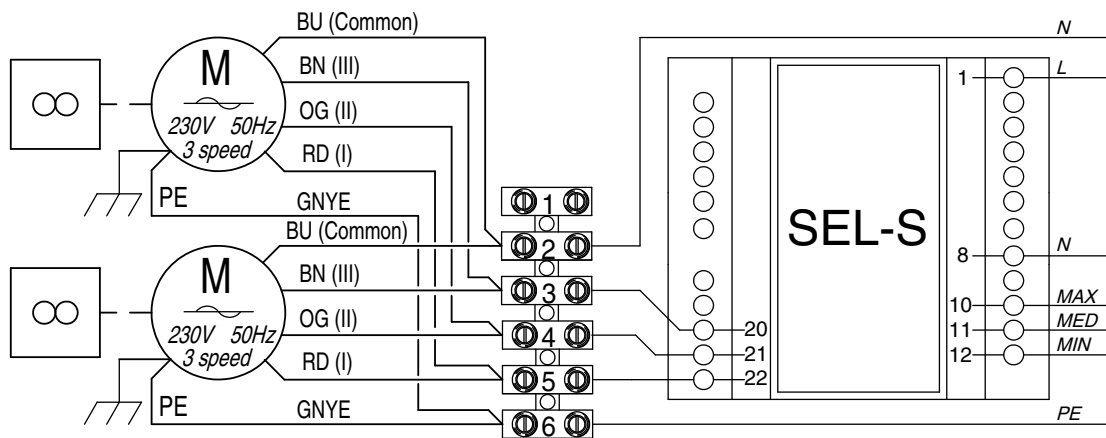 BU (Common)
BN (III)
OG (II)
RD (I)
M
230V 50Hz
3 speed
PE
GNYE
BU (Common)
BN (III)
OG (II)
RD (I)
M
230V 50Hz
3 speed
PE
GNYE
1
2
3
4
5
6
SEL-S
20
21
22
1
8
10
11
12
N
L
N
MAX
MED
MIN
PE